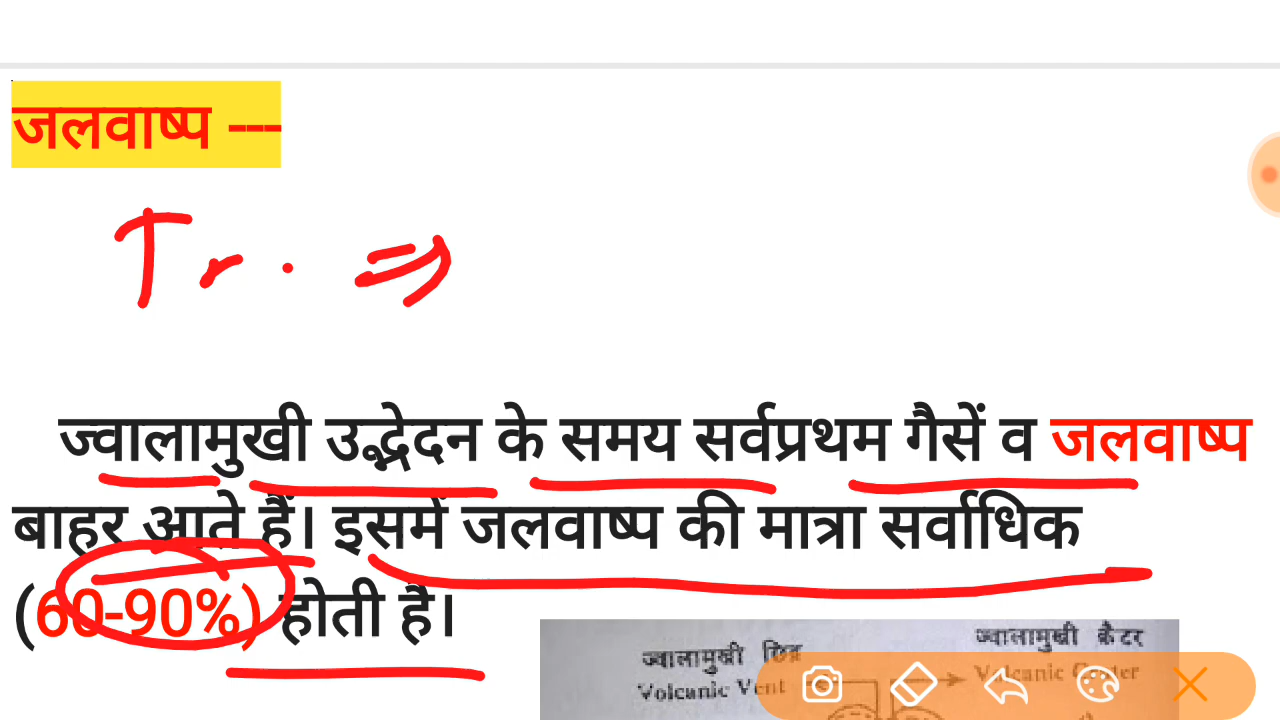 जलवाष्प ---
Tr. ⇒
ज्वालामुखी उद्भेदन के समय सर्वप्रथम गैसें व जलवाष्प
बाहर आते हैं। इसमें जलवाष्प की मात्रा सर्वाधिक
(60-90%) होती है।
ज्वालामुखी छिद्र
Volcanic Vent
ज्वालामुखी क्रैटर
Volcanic